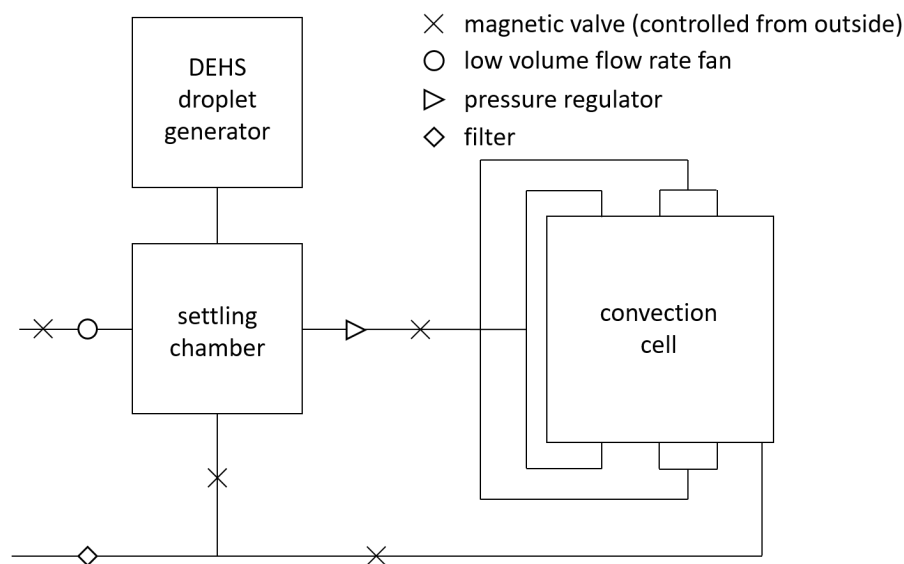 DEHS
droplet
generator
magnetic valve (controlled from outside)
low volume flow rate fan
pressure regulator
filter
settling
chamber
convection
cell